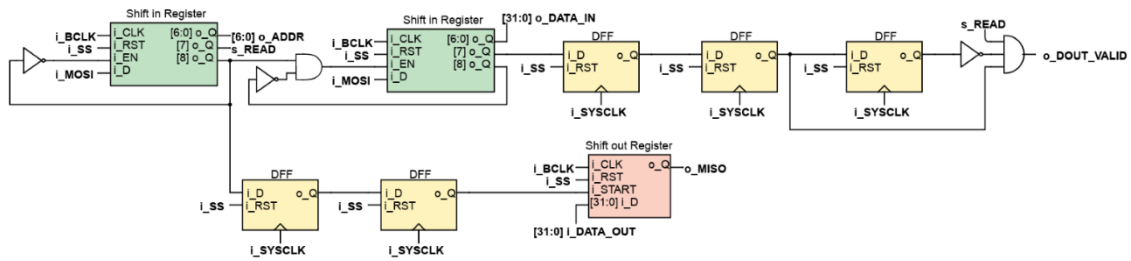 Shift in Register
i_BCLK
i_SS
i_MOSI
i_CLK
i_RST
i_EN
i_D
[6:0] o_Q
[7] o_Q
[8] o_Q
[6:0] o_ADDR
s_READ
Shift in Register
i_BCLK
i_SS
i_MOSI
i_CLK
i_RST
i_EN
i_D
[6:0] o_Q
[7] o_Q
[8] o_Q
[31:0] o_DATA_IN
DFF
i_D
o_Q
i_RST
i_SS
i_SYSCLK
DFF
i_D
o_Q
i_RST
i_SS
i_SYSCLK
DFF
i_D
o_Q
i_RST
i_SS
i_SYSCLK
s_READ
o_DOUT_VALID
DFF
i_D
o_Q
i_RST
i_SS
i_SYSCLK
DFF
i_D
o_Q
i_RST
i_SS
i_SYSCLK
Shift out Register
i_BCLK
i_SS
i_CLK
o_Q
i_RST
i_START
[31:0] i_D
o_MISO
[31:0] i_DATA_OUT